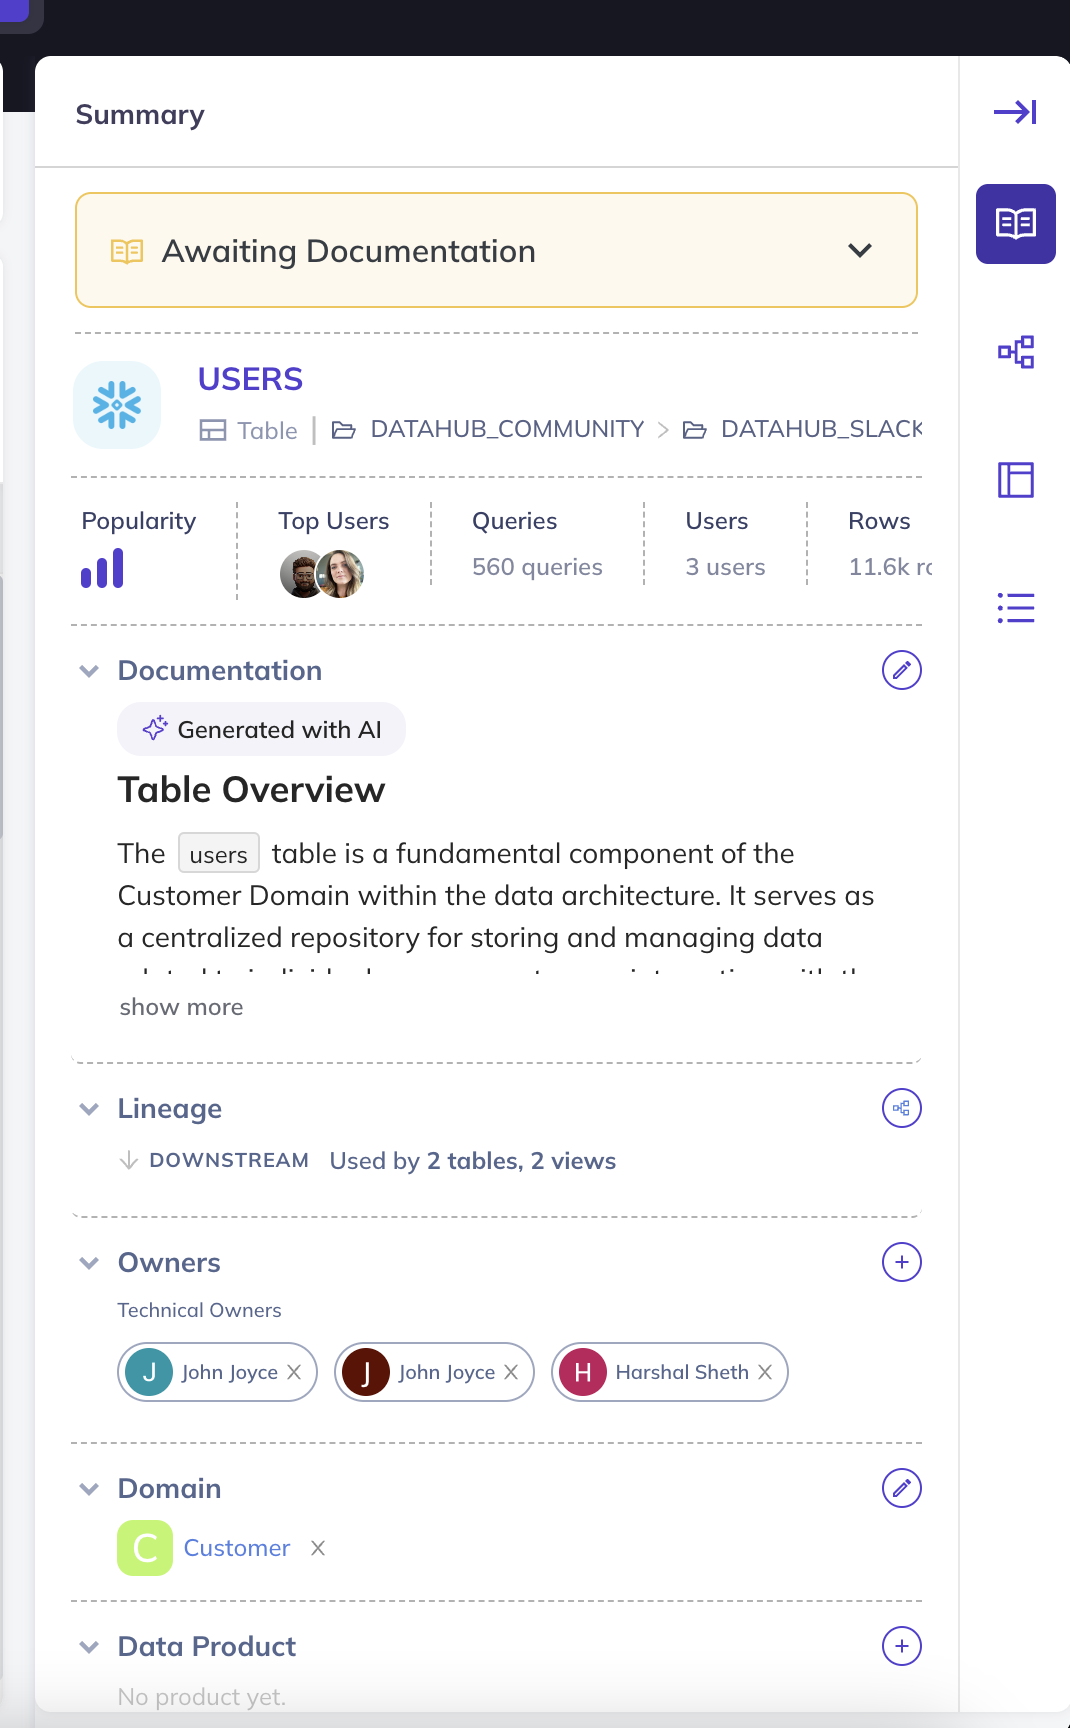 Summary
Awaiting Documentation
USERS
Table | DATAHUB_COMMUNITY > DATAHUB_SLACK
Popularity Top Users Queries Users Rows
560 queries 3 users 11.6k
Documentation
Generated with AI
Table Overview
The users table is a fundamental component of the
Customer Domain within the data architecture. It serves as
a centralized repository for storing and managing data
show more
Lineage
DOWNSTREAM Used by 2 tables, 2 views
Owners
Technical Owners
J John Joyce X J John Joyce X H Harshal Sheth X
Domain
C Customer X
Data Product
No product yet.